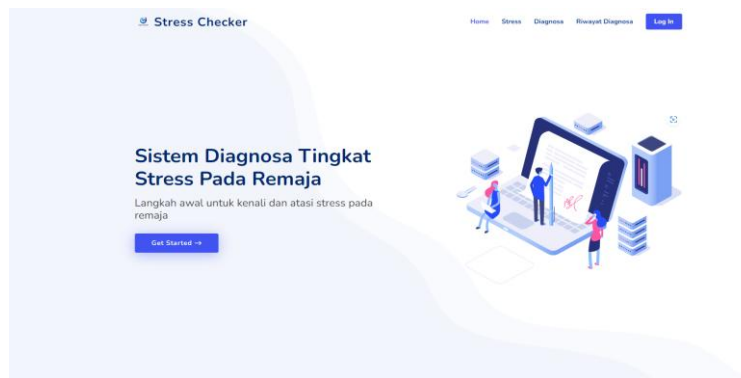 Stress Checker
Home Stress Diagnosa Riwayat Diagnosa Log In
Sistem Diagnosa Tingkat
Stress Pada Remaja
Langkah awal untuk kenali dan atasi stress pada
remaja
Get Started →